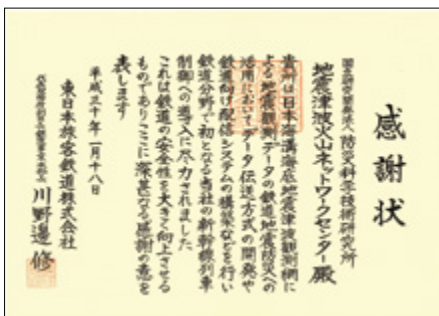 感謝状
国立研究開発法人 防災科学技術研究所
地震津波火山ネットワークセンター 殿
貴所は日本海溝海底地震津波観測網に
よる地震観測データの鉄道地震防災への
活用においてデータ伝送方式の開発や
鉄道向け配信システムの構築などを行い
鉄道分野で初となる当社の新幹線列車
制御への導入に尽力されました
これは鉄道の安全性を大きく向上させる
ものでありここに深甚なる感謝の意を
表します
平成三十年一月十八日
東日本旅客鉄道株式会社
川野邊 修